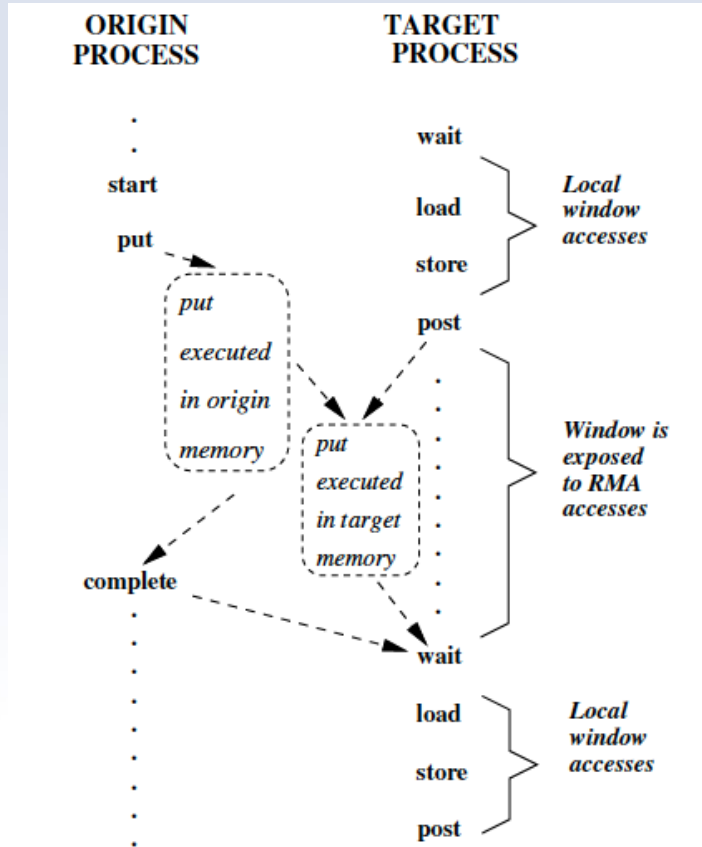 ORIGIN
PROCESS
start
put
put
executed
in origin
memory
complete
TARGET
PROCESS
wait
load
store
post
put
executed
in target
memory
wait
load
store
post
Local
window
accesses
Window is
exposed
to RMA
accesses
Local
window
accesses